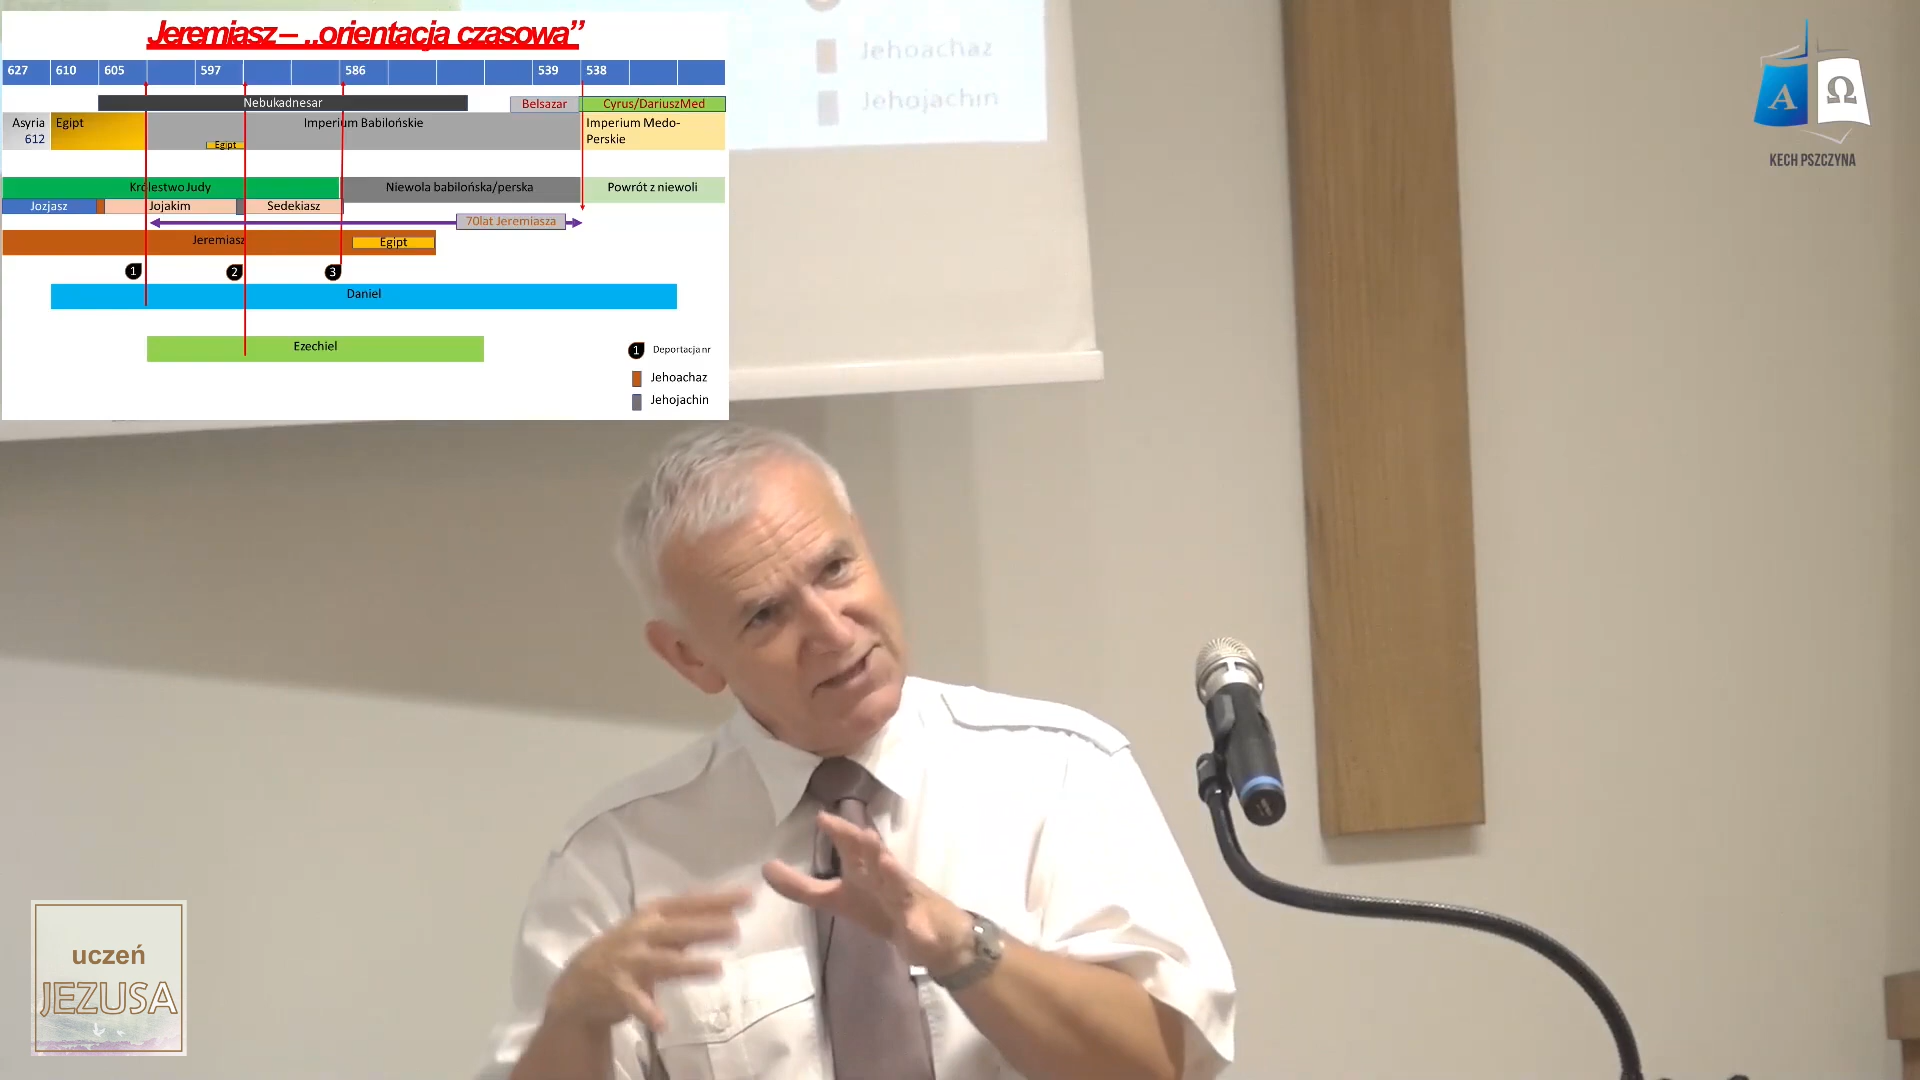 Jeremiasz – „orientacja czasowa”
627 610 605 597 586 539 538
Nebukadnesar Belsazar Cyrus/DariuszMed
Asyria Egipt Imperium Babilońskie Imperium Medo-
612 Egipt Perskie
Królestwo Judy Niewola babilońska/perska Powrót z niewoli
Jozjasz Jojakim Sedekiasz
70lat Jeremiasza
Jeremiasz Egipt
1 2 3
Daniel
Ezechiel
1 Deportacja nr
Jehoachaz
Jehojachin
Jehoachaz
Jehojachin
A Ω
KECH PSZCZYNA
uczeń
JEZUSA